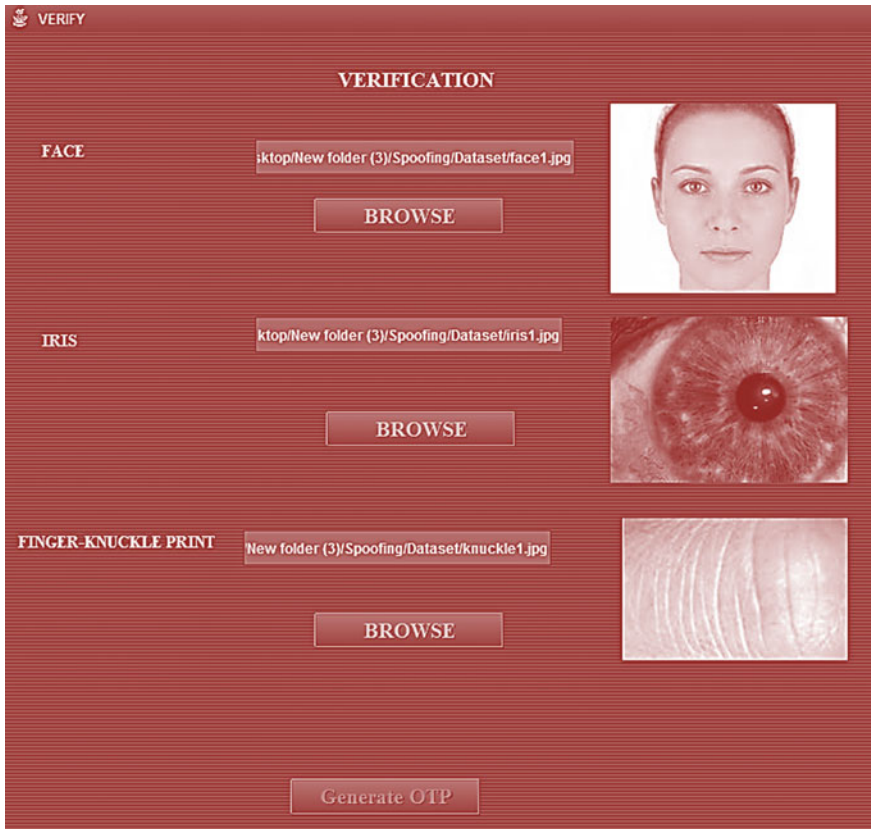 VERIFY
VERIFICATION
FACE
sktop/New folder (3)/Spoofing/Dataset/face1.jpg
BROWSE
IRIS
ktop/New folder (3)/Spoofing/Dataset/iris1.jpg
BROWSE
FINGER-KNUCKLE PRINT
/New folder (3)/Spoofing/Dataset/knuckle1.jpg
BROWSE
Generate OTP